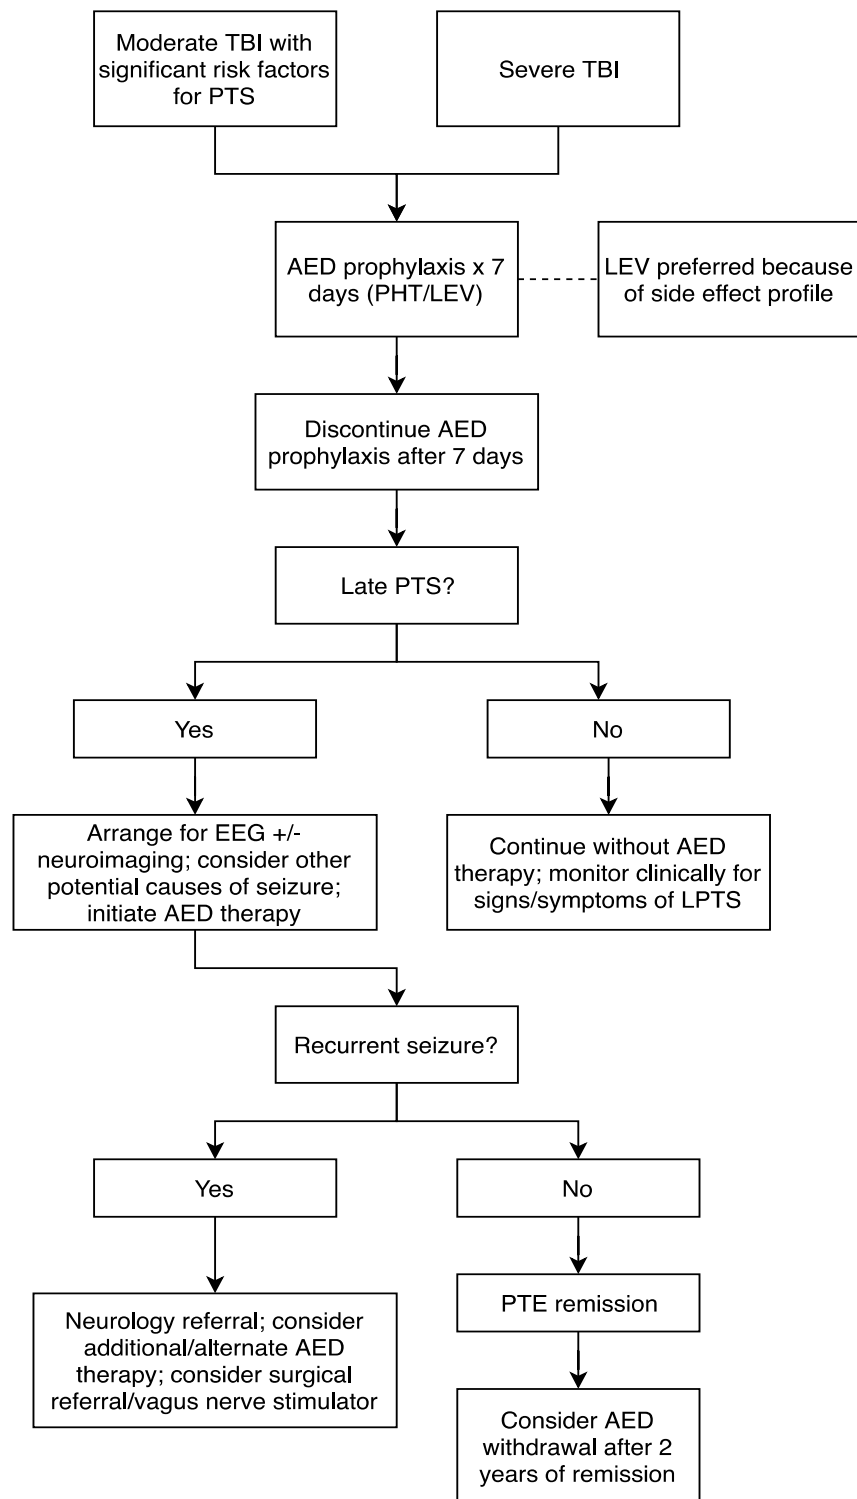 Moderate TBI with
significant risk factors
for PTS
Severe TBI
AED prophylaxis x 7
days (PHT/LEV)
LEV preferred because
of side effect profile
Discontinue AED
prophylaxis after 7 days
Late PTS?
Yes
No
Arrange for EEG +/-
neuroimaging; consider other
potential causes of seizure;
initiate AED therapy
Continue without AED
therapy; monitor clinically for
signs/symptoms of LPTS
Recurrent seizure?
Yes
No
Neurology referral; consider
additional/alternate AED
therapy; consider surgical
referral/vagus nerve stimulator
PTE remission
Consider AED
withdrawal after 2
years of remission